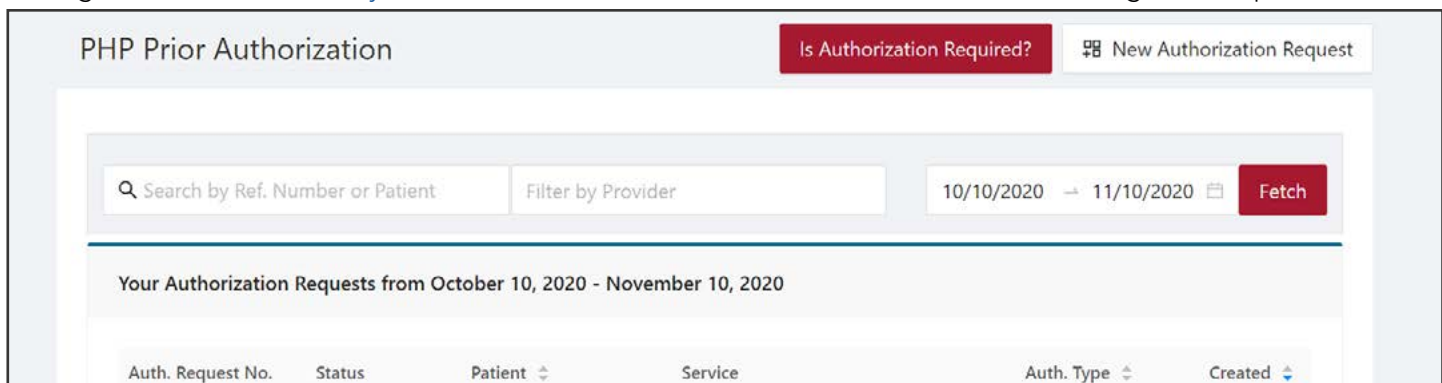 PHP Prior Authorization
Is Authorization Required?
New Authorization Request
Search by Ref. Number or Patient
Filter by Provider
10/10/2020 → 11/10/2020
Fetch
Your Authorization Requests from October 10, 2020 - November 10, 2020
Auth. Request No. Status Patient Service Auth. Type Created